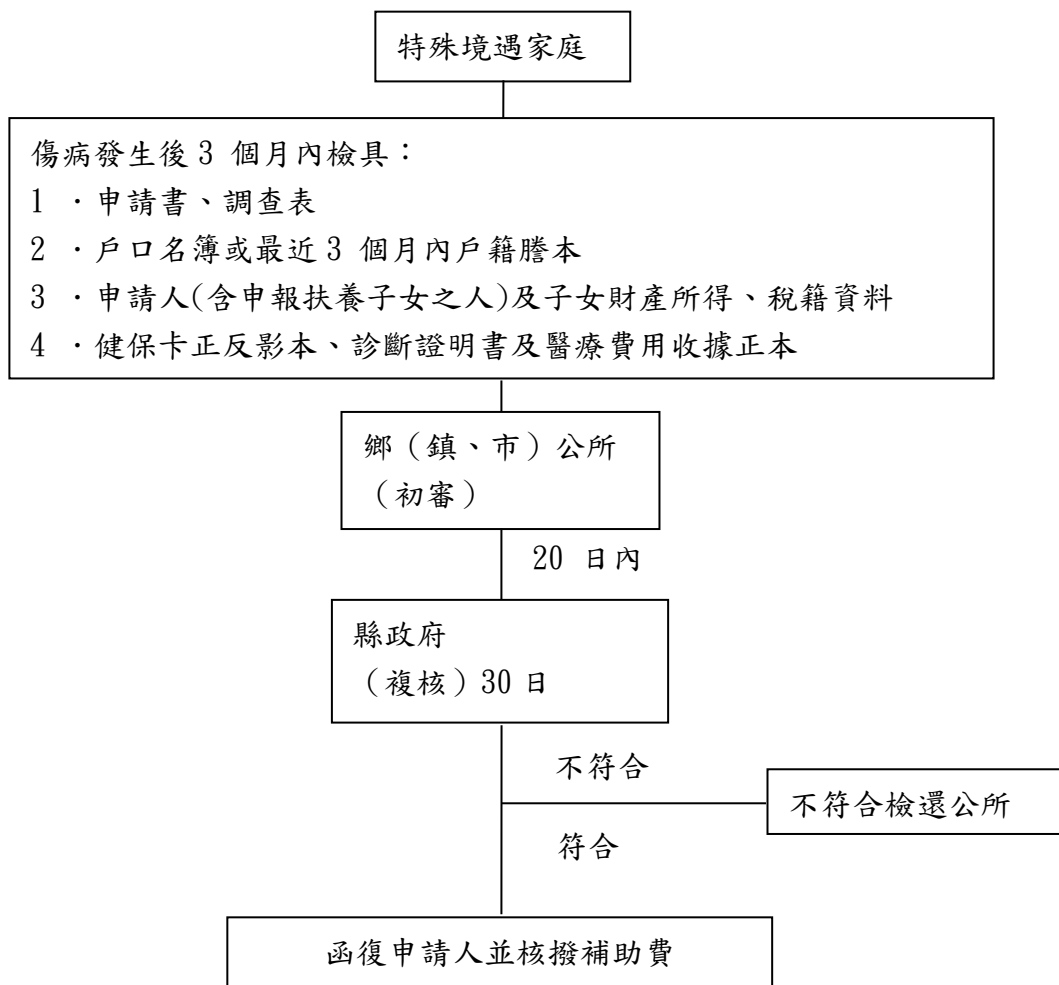 特殊境遇家庭
傷病發生後 3 個月內檢具：
1 ．申請書、調查表
2 ．戶口名簿或最近 3 個月內戶籍謄本
3 ．申請人(含申報扶養子女之人)及子女財產所得、稅籍資料
4 ．健保卡正反影本、診斷證明書及醫療費用收據正本
鄉（鎮、市）公所
（初審）
20 日內
縣政府
（複核）30 日
不符合
不符合檢還公所
符合
函復申請人並核撥補助費